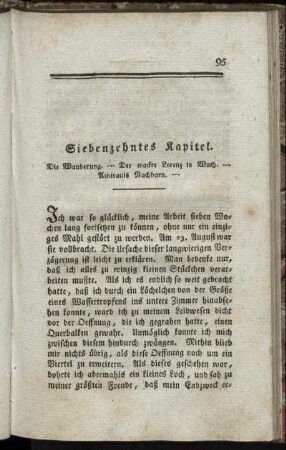 95
Siebenzehntes Kapitel.
Die Wanderung. — Der wackre Lorenz in Wuth. —
Amirants Nachbarn. —
Ich war so glücklich, meine Arbeit sieben Wo-
chen lang fortsetzen zu können, ohne nur ein einzi-
ges Mahl gestört zu werden. Am 23. August war
sie vollbracht. Die Ursache dieser langwierigen Ver-
zögerung ist leicht zu erklären. Man bedenke nur,
daß ich alles zu winzig kleinen Stückchen verar-
beiten mußte. Als ich es endlich so weit gebracht
hatte, daß ich durch ein Löchelchen von der Größe
eines Wassertropfens ins untere Zimmer hinabse-
hen konnte, ward ich zu meinem Leidwesen dicht
vor der Oeffnung, die ich gegraben hatte, einen
Querbalken gewahr. Unmöglich konnte ich mich
zwischen diesem hindurch zwängen. Mithin blieb
mir nichts übrig, als diese Oeffnung noch um ein
Viertel zu erweitern. Als dieses geschehen war,
bohrte ich abermahls ein kleines Loch, und sah zu
meiner größten Freude, daß mein Endzweck er-